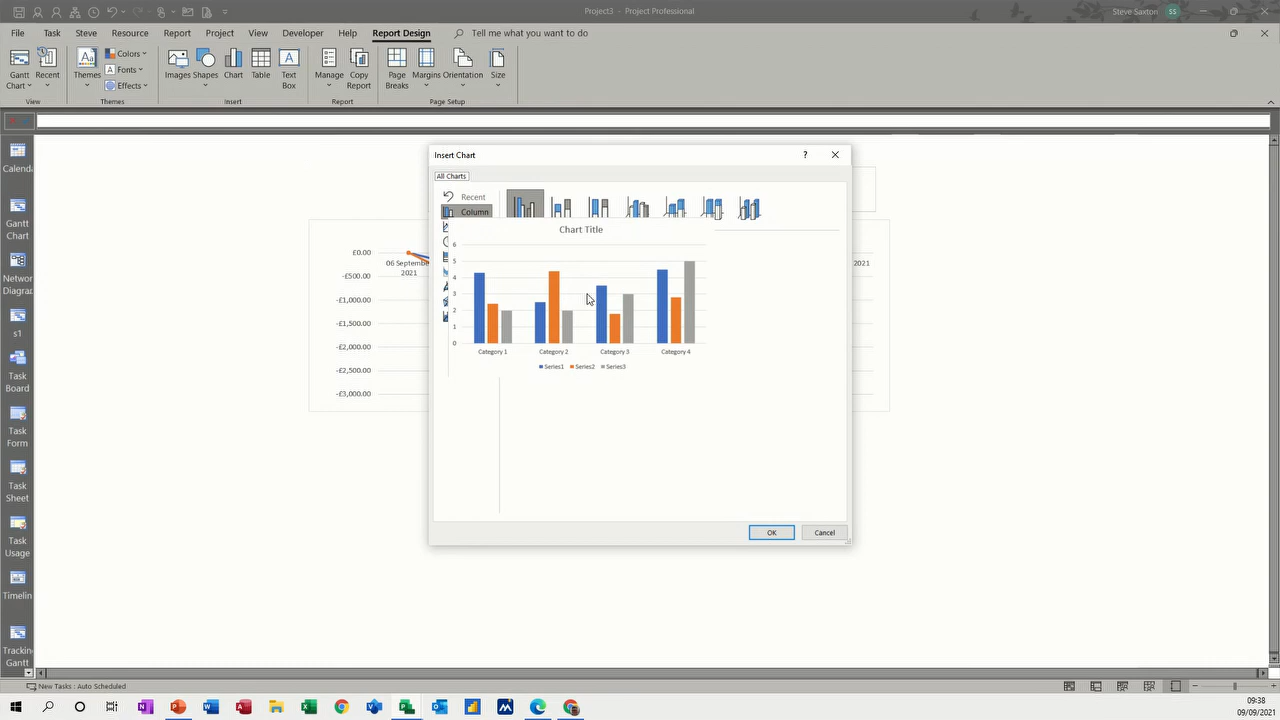 Project3 - Project Professional
Steve Saxton
SS
File Task Steve Resource Report Project View Developer Help Report Design Tell me what you want to do
Gantt Chart
Recent
View
Themes
Colors
Fonts
Effects
Themes
Images
Shapes
Chart
Table
Text Box
Insert
Manage
Copy Report
Report
Page Breaks
Margins
Orientation
Size
Page Setup
Calenda
Gantt
Chart
Network
Diagra
s1
Task
Board
Task
Form
Task
Sheet
Task
Usage
Timelin
Tracking
Gantt
£0.00
-£500.00
-£1,000.00
-£1,500.00
-£2,000.00
-£2,500.00
-£3,000.00
06 Septemb
2021
2021
Insert Chart
?
All Charts
Recent
Column
Chart Title
6
5
4
3
2
1
0
Category 1 Category 2 Category 3 Category 4
Series1 Series2 Series3
OK Cancel
New Tasks : Auto Scheduled
09:38
09/09/2021